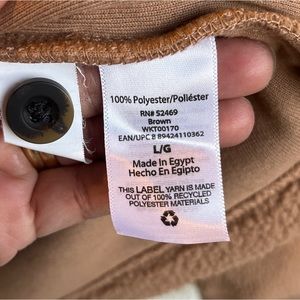 100% Polyester/Poliéster
RN# 52469
Brown
WKT00170
EAN/UPC 8 89424110362
L/G
Made In Egypt
Hecho En Egipto
THIS LABEL YARN IS MADE
OUT OF 100% RECYCLED
POLYESTER MATERIALS